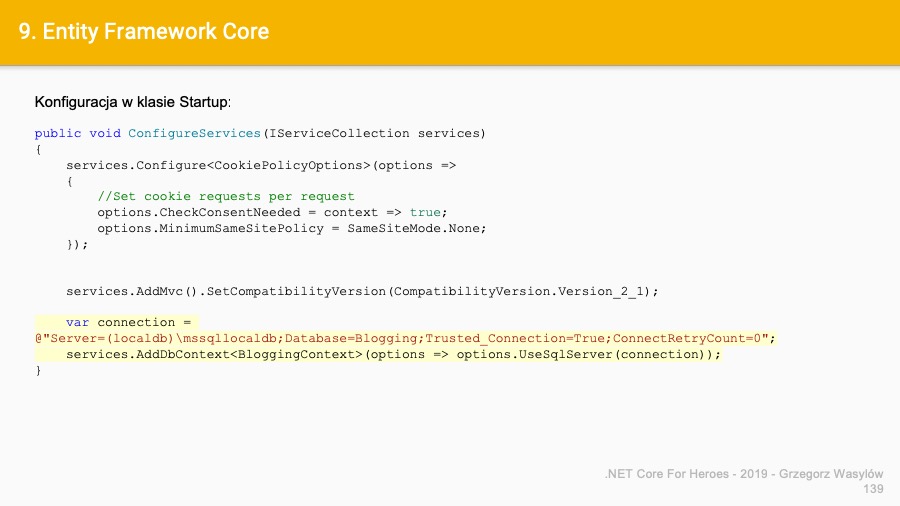 9. Entity Framework Core
Konfiguracja w klasie Startup:
public void ConfigureServices(IServiceCollection services)
{
    services.Configure<CookiePolicyOptions>(options =>
    {
        //Set cookie requests per request
        options.CheckConsentNeeded = context => true;
        options.MinimumSameSitePolicy = SameSiteMode.None;
    });
    services.AddMvc().SetCompatibilityVersion(CompatibilityVersion.Version_2_1);
    var connection =
@"Server=(localdb)\mssqllocaldb;Database=Blogging;Trusted_Connection=True;ConnectRetryCount=0";
    services.AddDbContext<BloggingContext>(options => options.UseSqlServer(connection));
}
.NET Core For Heroes - 2019 - Grzegorz Wasylów
139